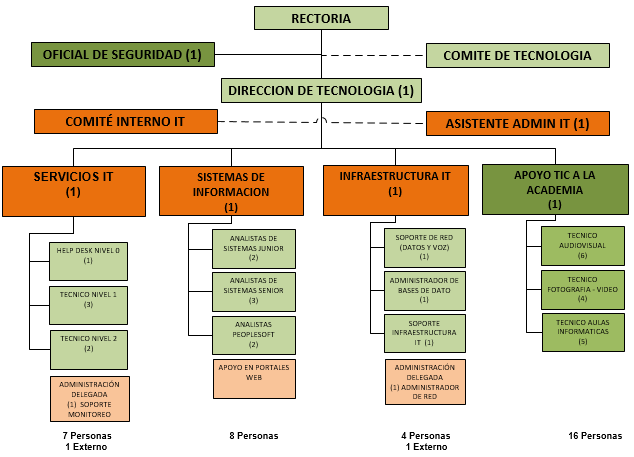 RECTORIA
OFICIAL DE SEGURIDAD (1)
COMITE DE TECNOLOGIA
DIRECCION DE TECNOLOGIA (1)
COMITÉ INTERNO IT
ASISTENTE ADMIN IT (1)
SERVICIOS IT
(1)
HELP DESK NIVEL 0
(1)
TECNICO NIVEL 1
(3)
TECNICO NIVEL 2
(2)
ADMINISTRACIÓN
DELEGADA
(1) SOPORTE
MONITOREO
7 Personas
1 Externo
SISTEMAS DE
INFORMACION
(1)
ANALISTAS DE
SISTEMAS JUNIOR
(2)
ANALISTAS DE
SISTEMAS SENIOR
(3)
ANALISTAS
PEOPLESOFT
(2)
APOYO EN PORTALES
WEB
8 Personas
INFRAESTRUCTURA IT
(1)
SOPORTE DE RED
(DATOS Y VOZ)
(1)
ADMINISTRADOR DE
BASES DE DATO
(1)
SOPORTE
INFRAESTRUCTURA
IT (1)
ADMINISTRACIÓN
DELEGADA
(1) ADMINISTRADOR
DE RED
4 Personas
1 Externo
APOYO TIC A LA
ACADEMIA
(1)
TECNICO
AUDIOVISUAL
(6)
TECNICO
FOTOGRAFIA - VIDEO
(4)
TECNICO AULAS
INFORMATICAS
(5)
16 Personas